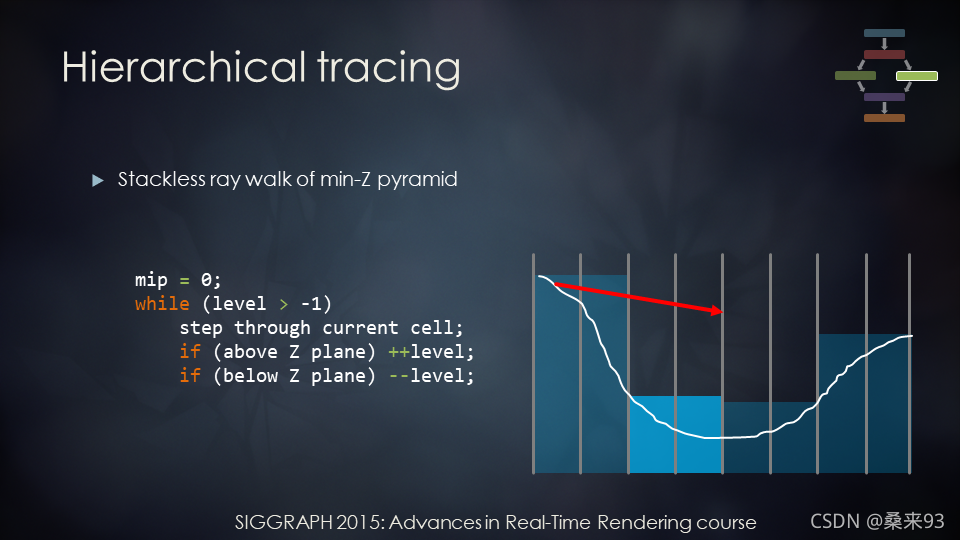 Hierarchical tracing
Stackless ray walk of min-Z pyramid
mip = 0;
while (level > -1)
    step through current cell;
    if (above Z plane) ++level;
    if (below Z plane) --level;
SIGGRAPH 2015: Advances in Real-Time Rendering course
CSDN @桑来93